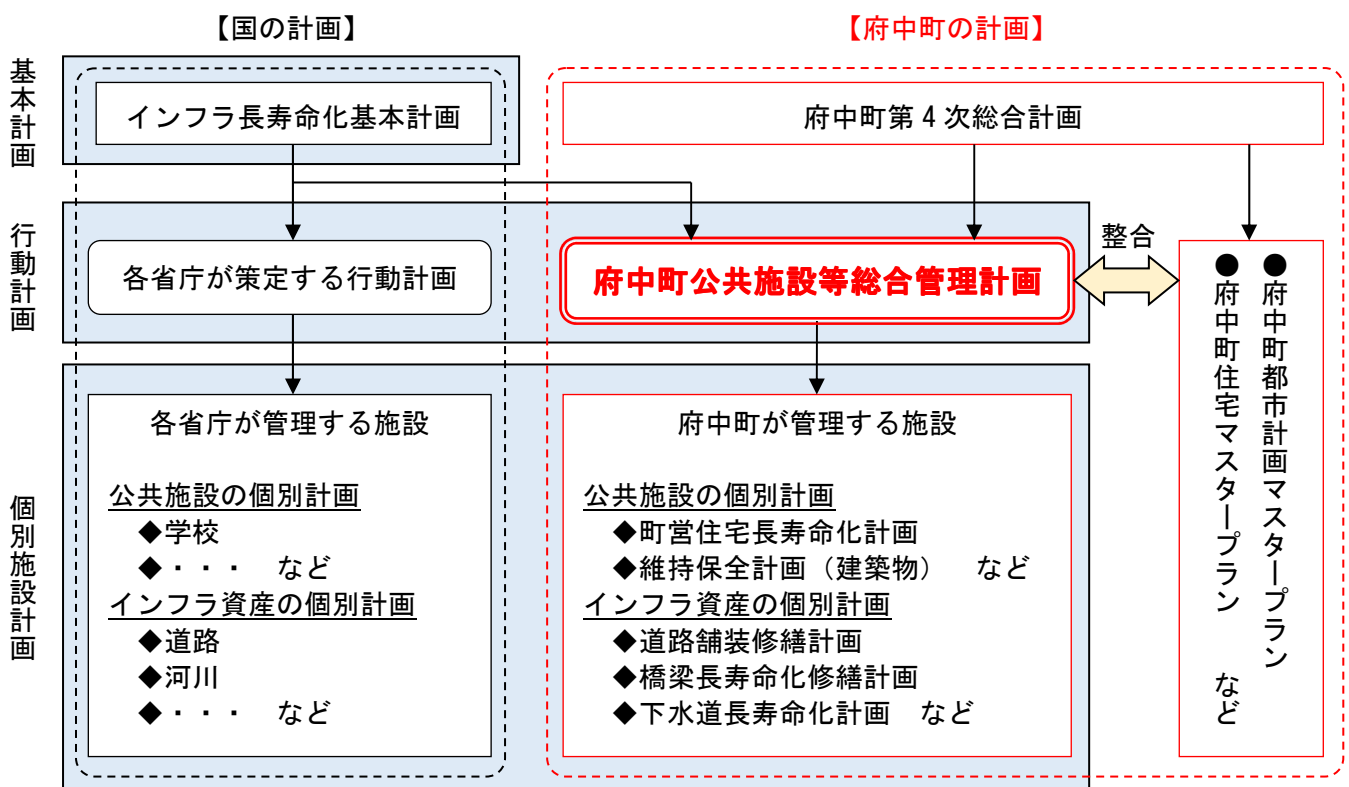 【国の計画】
【府中町の計画】
基本計画
インフラ長寿命化基本計画
府中町第４次総合計画
行動計画
各省庁が策定する行動計画
府中町公共施設等総合管理計画
整合
●府中町都市計画マスタープラン
●府中町住宅マスタープラン　など
個別施設計画
各省庁が管理する施設
公共施設の個別計画
◆学校
◆・・・　など
インフラ資産の個別計画
◆道路
◆河川
◆・・・　など
府中町が管理する施設
公共施設の個別計画
◆町営住宅長寿命化計画
◆維持保全計画（建築物）　など
インフラ資産の個別計画
◆道路舗装修繕計画
◆橋梁長寿命化修繕計画
◆下水道長寿命化計画　など